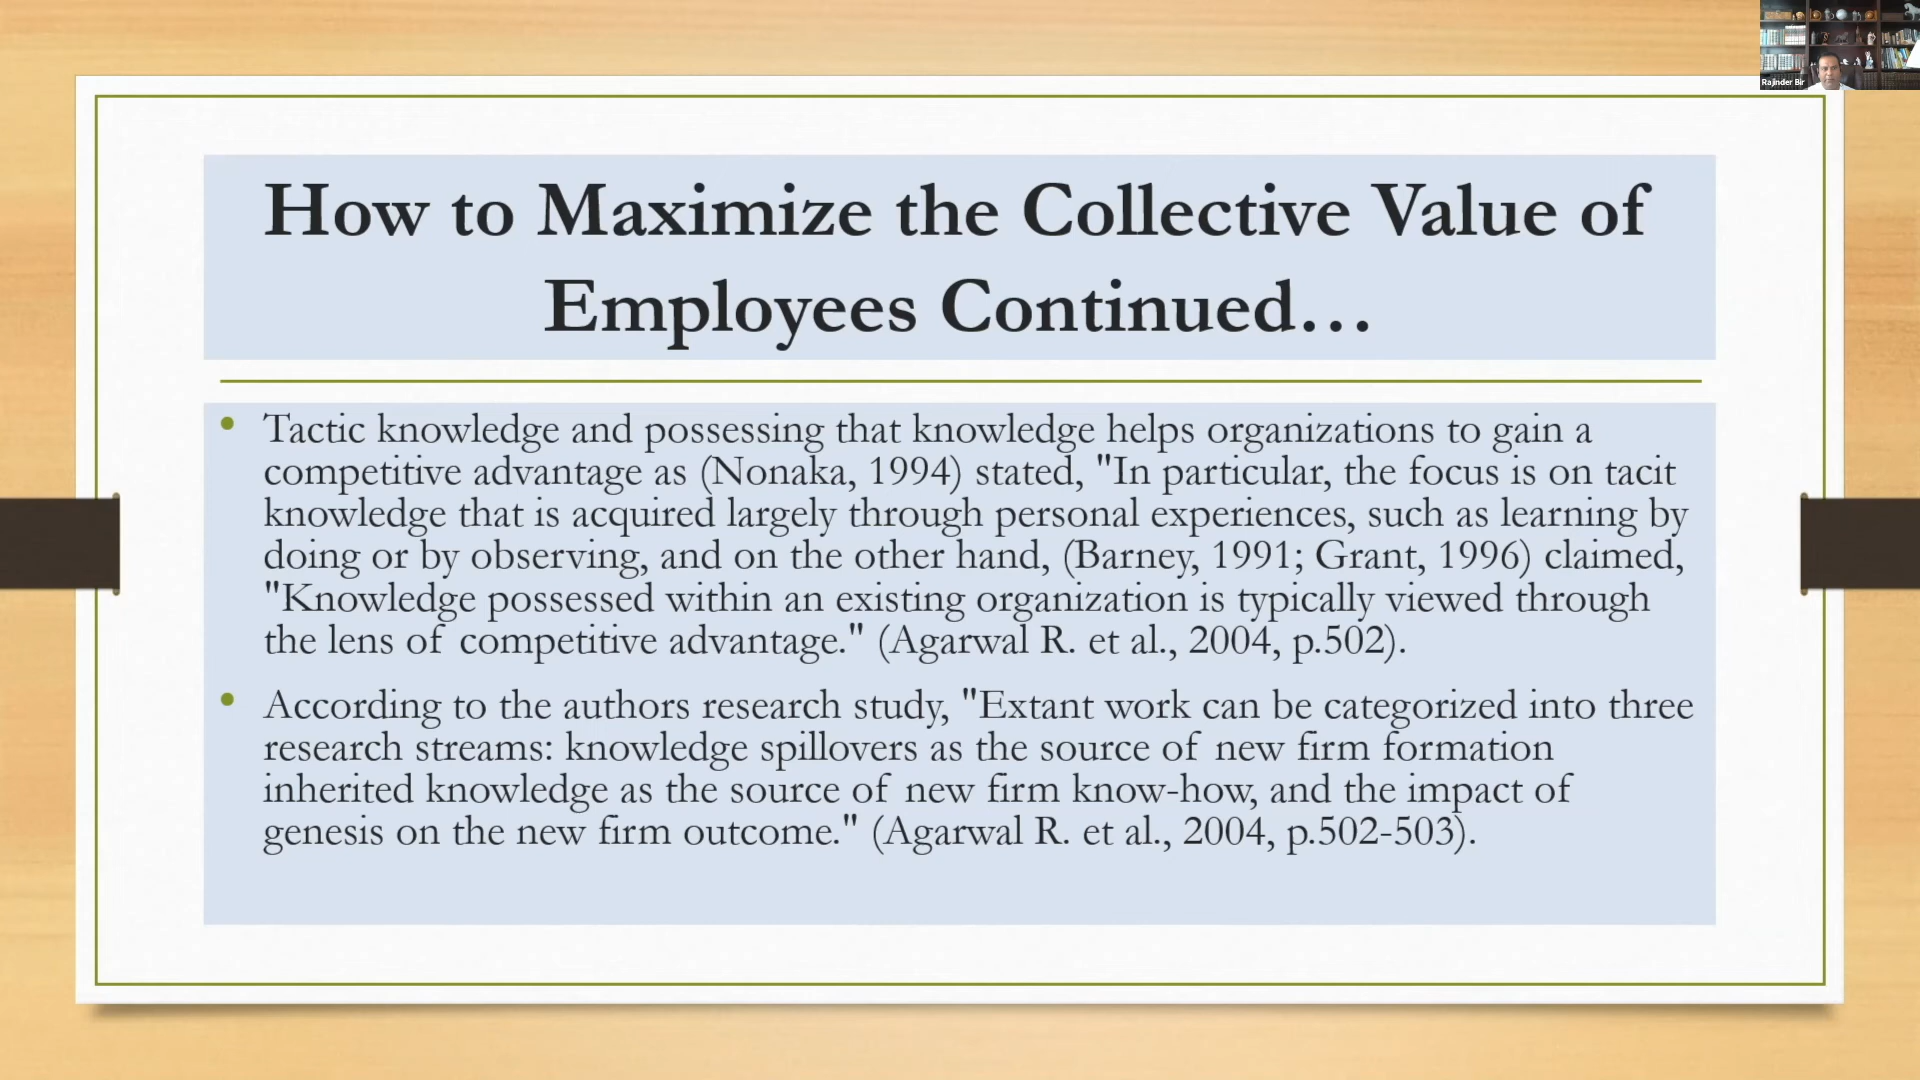 Rajinder Bir
How to Maximize the Collective Value of
Employees Continued…
• Tactic knowledge and possessing that knowledge helps organizations to gain a
competitive advantage as (Nonaka, 1994) stated, "In particular, the focus is on tacit
knowledge that is acquired largely through personal experiences, such as learning by
doing or by observing, and on the other hand, (Barney, 1991; Grant, 1996) claimed,
"Knowledge possessed within an existing organization is typically viewed through
the lens of competitive advantage." (Agarwal R. et al., 2004, p.502).
• According to the authors research study, "Extant work can be categorized into three
research streams: knowledge spillovers as the source of new firm formation
inherited knowledge as the source of new firm know-how, and the impact of
genesis on the new firm outcome." (Agarwal R. et al., 2004, p.502-503).